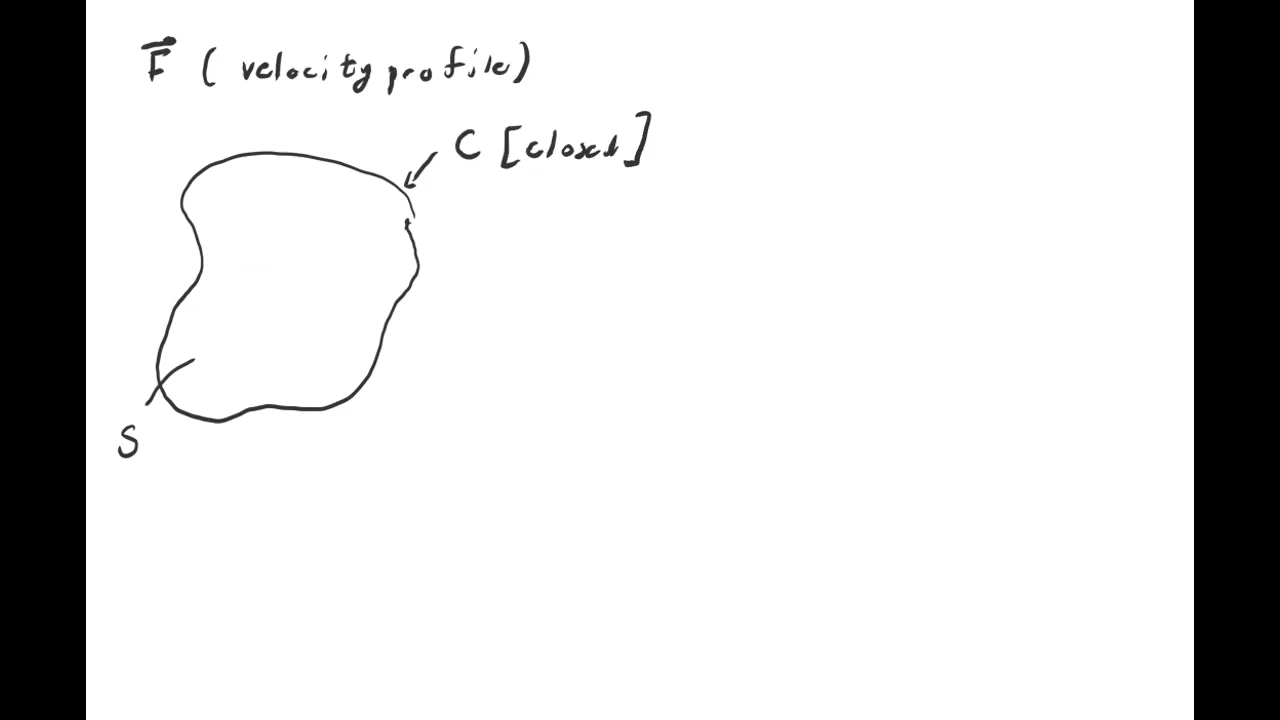 F⃗ ( velocity profile)
C [closed]
S